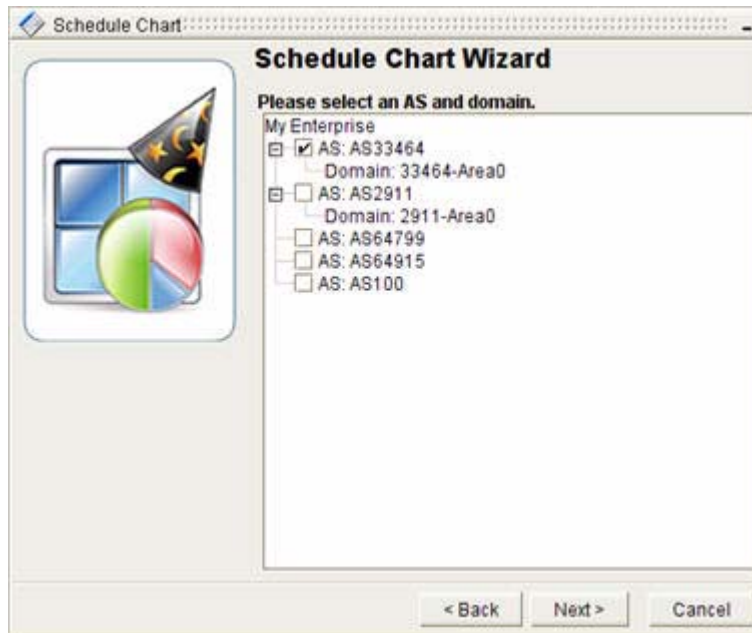 Schedule Chart
Schedule Chart Wizard
Please select an AS and domain.
My Enterprise
AS: AS33464
Domain: 33464-Area0
AS: AS2911
Domain: 2911-Area0
AS: AS64799
AS: AS64915
AS: AS100
< Back Next > Cancel